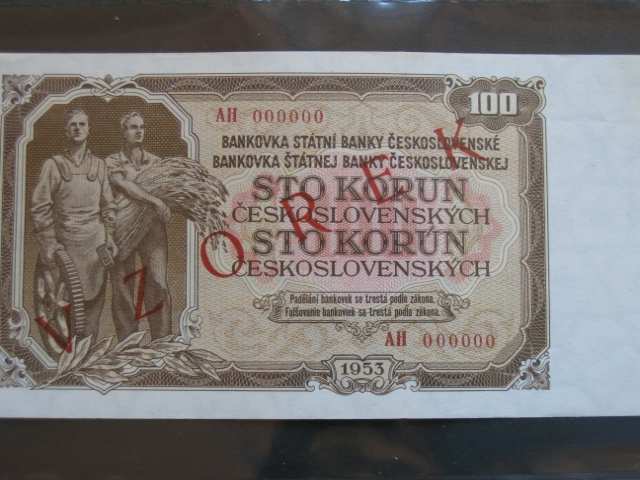 100
AH 000000
BANKOVKA STÁTNÍ BANKY ČESKOSLOVENSKÉ
BANKOVKA ŠTÁTNEJ BANKY ČESKOSLOVENSKEJ
STO KORUN
ČESKOSLOVENSKÝCH
STO KORÚN
ČESKOSLOVENSKÝCH
VZOREK
Padělání bankovek se trestá podle zákona.
Falšovanie bankoviek sa trestá podľa zákona.
AH 000000
1953